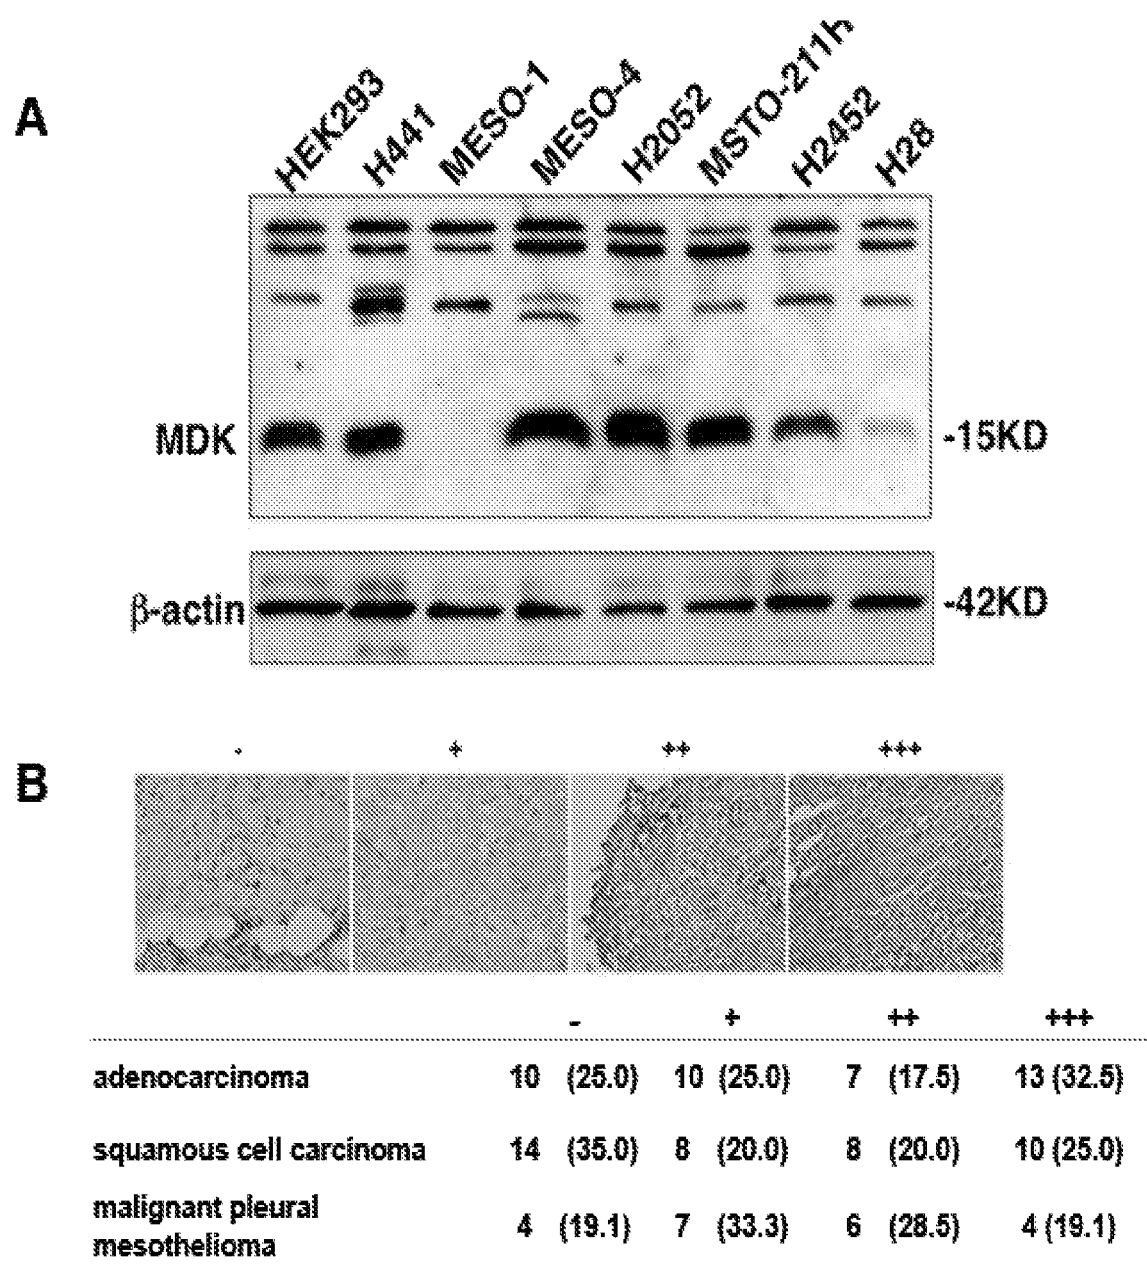 A
HEK293
H441
MESO-1
MESO-4
H2052
MSTO-211H
H2452
H28
MDK
-15KD
β-actin
-42KD
B
- + ++ +++
- + ++ +++
adenocarcinoma 10 (25.0) 10 (25.0) 7 (17.5) 13 (32.5)
squamous cell carcinoma 14 (35.0) 8 (20.0) 8 (20.0) 10 (25.0)
malignant pleural
mesothelioma 4 (19.1) 7 (33.3) 6 (28.5) 4 (19.1)